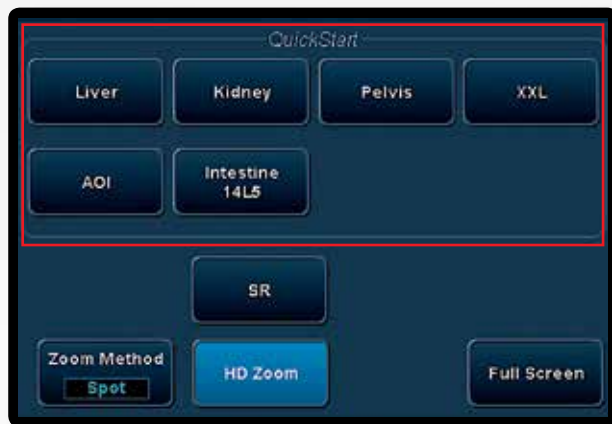 QuickStart
Liver
Kidney
Pelvis
XXL
AOI
Intestine
14L5
SR
Zoom Method
Spot
HD Zoom
Full Screen